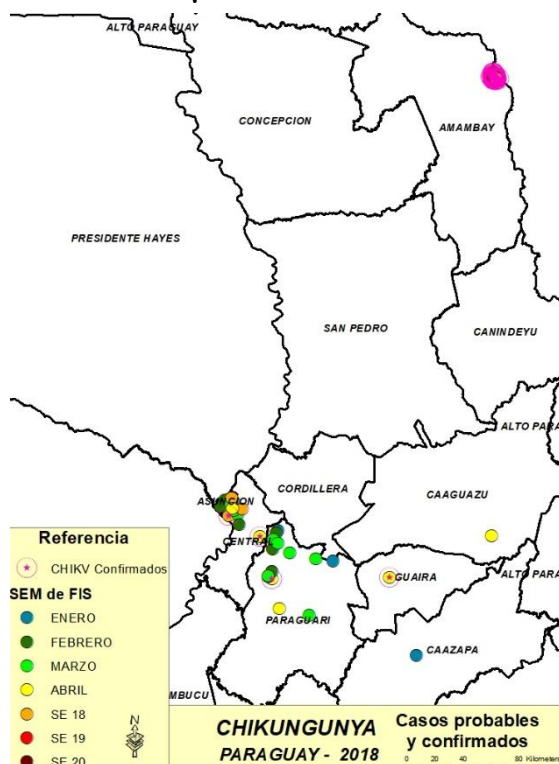 ALTO PARAGUAY
CONCEPCION
AMAMBAY
PRESIDENTE HAYES
SAN PEDRO
CANINDEYU
ALTO PARA
ASUNCION
CORDILLERA
CAAGUAZU
CENTRAL
GUAIRA
ALTO PARA
PARAGUARI
CAAZAPA
MBUCU
Referencia
CHIKV Confirmados
SEM de FIS
ENERO
FEBRERO
MARZO
ABRIL
SE 18
SE 19
SE 20
N
CHIKUNGUNYA
PARAGUAY - 2018
Casos probables
y confirmados
0 20 40 80 Kilometers